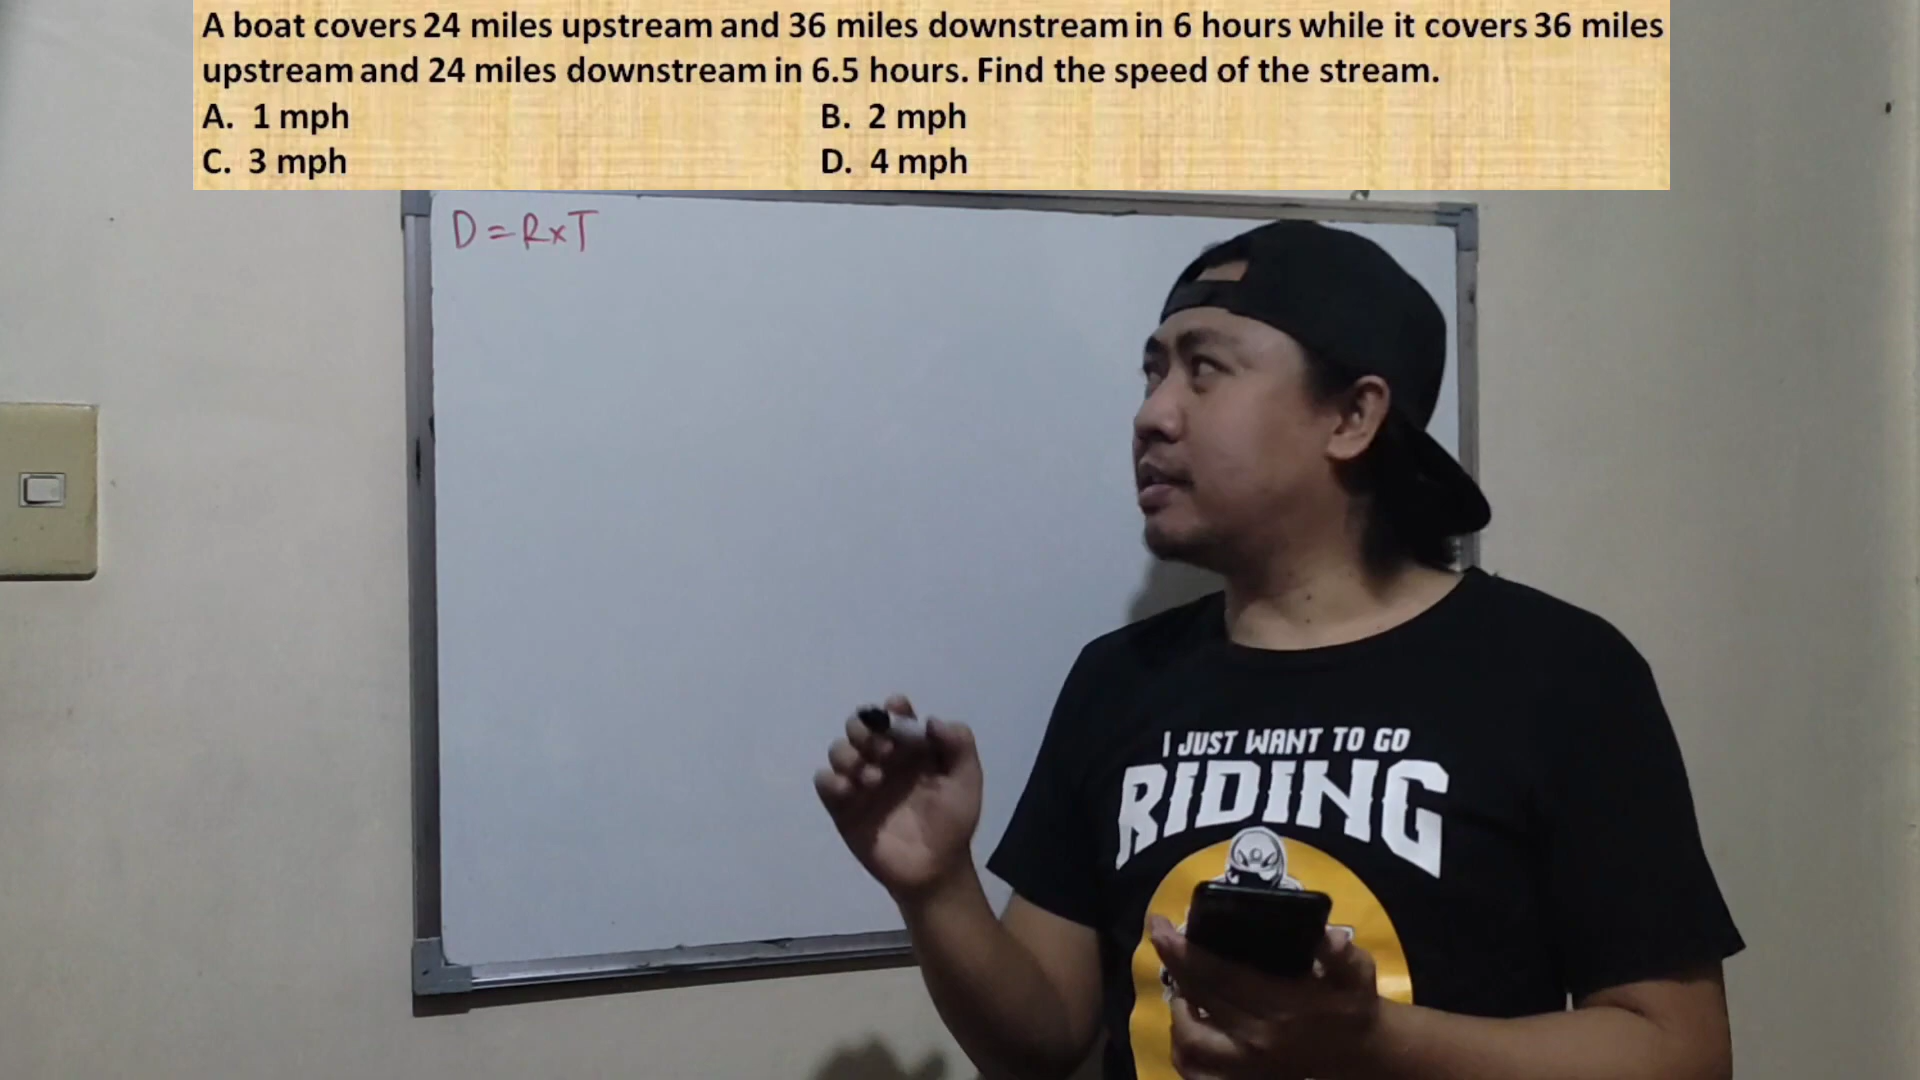 A boat covers 24 miles upstream and 36 miles downstream in 6 hours while it covers 36 miles
upstream and 24 miles downstream in 6.5 hours. Find the speed of the stream.
A. 1 mph B. 2 mph
C. 3 mph D. 4 mph
D = R x T
I JUST WANT TO GO
RIDING